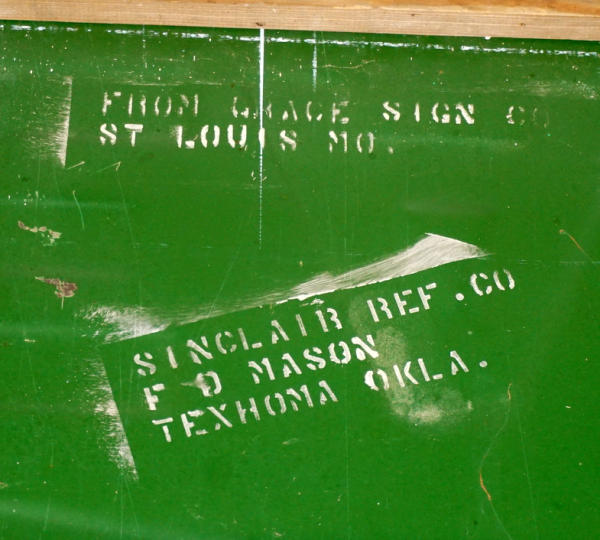 FROM GRACE SIGN CO
ST LOUIS MO.
SINCLAIR REF.CO
F D MASON
TEXHOMA OKLA.